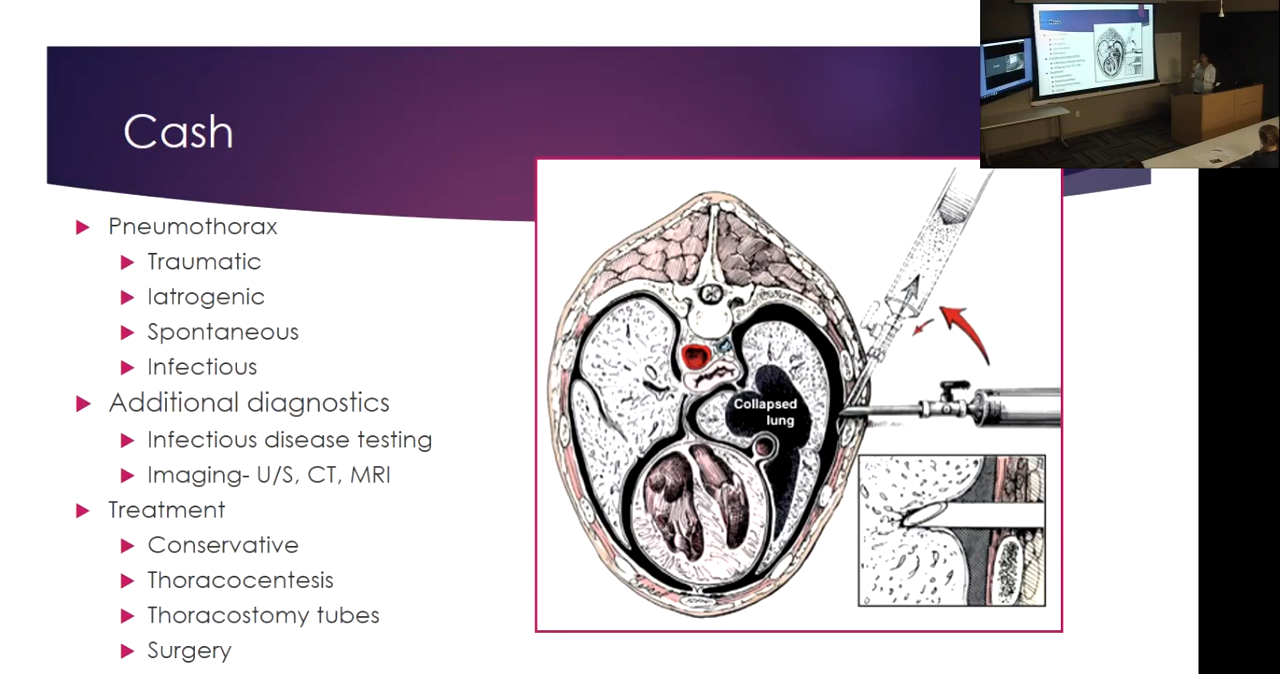 Cash
Pneumothorax
Traumatic
Iatrogenic
Spontaneous
Infectious
Additional diagnostics
Infectious disease testing
Imaging- U/S, CT, MRI
Treatment
Conservative
Thoracocentesis
Thoracostomy tubes
Surgery
Collapsed
lung